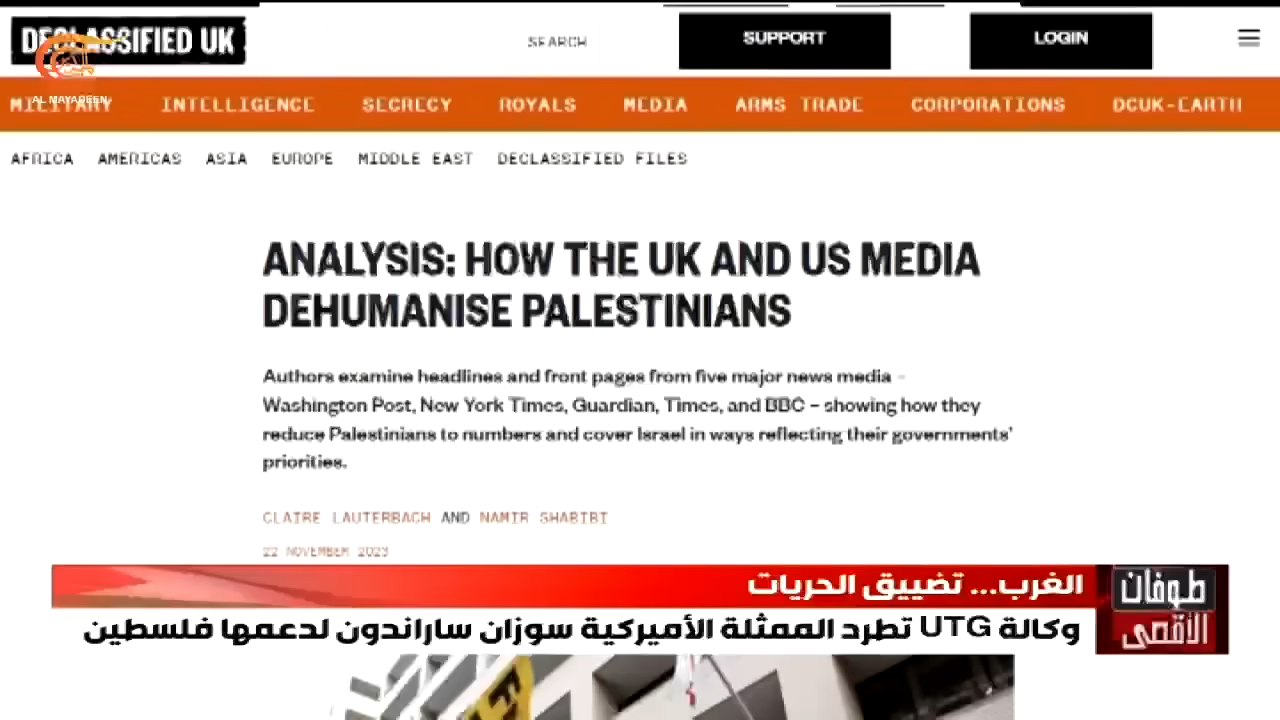 DECLASSIFIED UK
SEARCH
SUPPORT
LOGIN
AL MAYADEEN
MILITARY INTELLIGENCE SECRECY ROYALS MEDIA ARMS TRADE CORPORATIONS DCUK-EARTH
AFRICA AMERICAS ASIA EUROPE MIDDLE EAST DECLASSIFIED FILES
ANALYSIS: HOW THE UK AND US MEDIA
DEHUMANISE PALESTINIANS
Authors examine headlines and front pages from five major news media –
Washington Post, New York Times, Guardian, Times, and BBC – showing how they
reduce Palestinians to numbers and cover Israel in ways reflecting their governments'
priorities.
CLAIRE LAUTERBACH AND NAMIR SHABIBI
22 NOVEMBER 2023
طوفان
الأقصى
الغرب... تضييق الحريات
وكالة UTG تطرد الممثلة الأميركية سوزان ساراندون لدعمها فلسطين